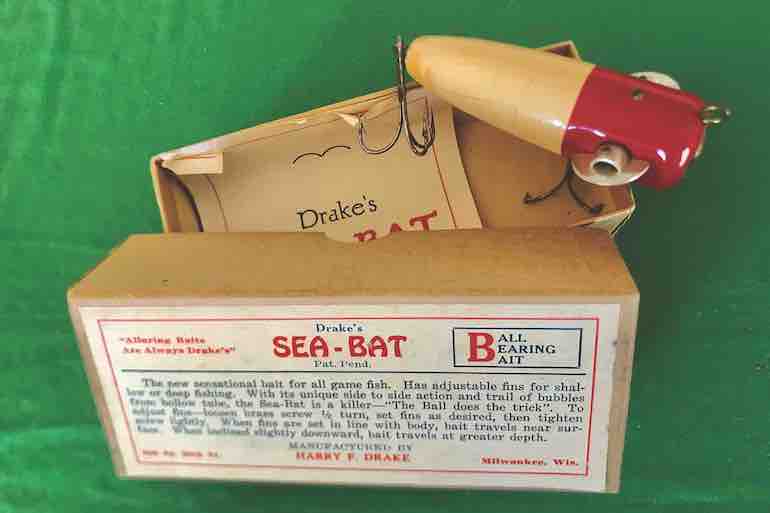 Drake's
BAT
Drake's
"Alluring Baits
Are Always Drake's"
SEA-BAT
Pat. Pend.
BALL
BEARING
BAIT
The new sensational bait for all game fish. Has adjustable fins for shal-
low or deep fishing. With its unique side to side action and trail of bubbles
from hollow tube, the Sea-Bat is a killer—"The Ball does the trick". To
adjust fins—loosen brass screw ½ turn, set fins as desired, then tighten
screw lightly. When fins are set in line with body, bait travels near sur-
face. When inclined slightly downward, bait travels at greater depth.
MANUFACTURED BY
HARRY F. DRAKE
Milwaukee, Wis.